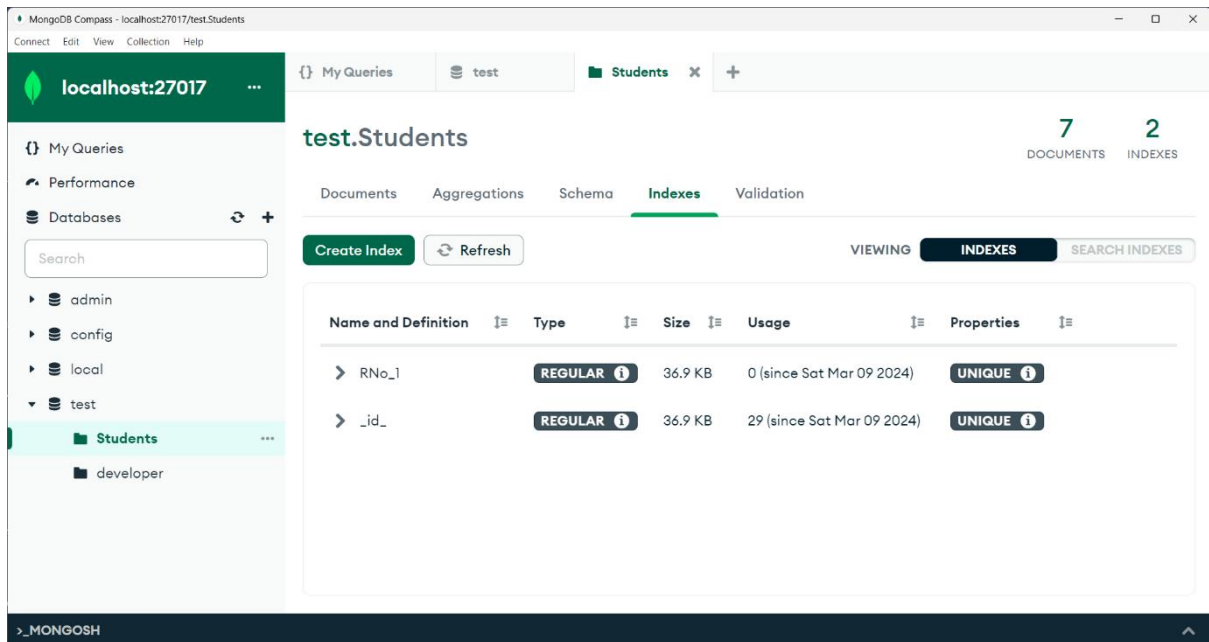 MongoDB Compass - localhost:27017/test.Students
Connect Edit View Collection Help
localhost:27017
{} My Queries
Performance
Databases
Search
admin
config
local
test
Students
developer
{} My Queries
test
Students
test.Students
7
DOCUMENTS
2
INDEXES
Documents Aggregations Schema Indexes Validation
Create Index
Refresh
VIEWING
INDEXES
SEARCH INDEXES
Name and Definition Type Size Usage Properties
RNo_1 REGULAR 36.9 KB 0 (since Sat Mar 09 2024) UNIQUE
_id_ REGULAR 36.9 KB 29 (since Sat Mar 09 2024) UNIQUE
>_MONGOSH